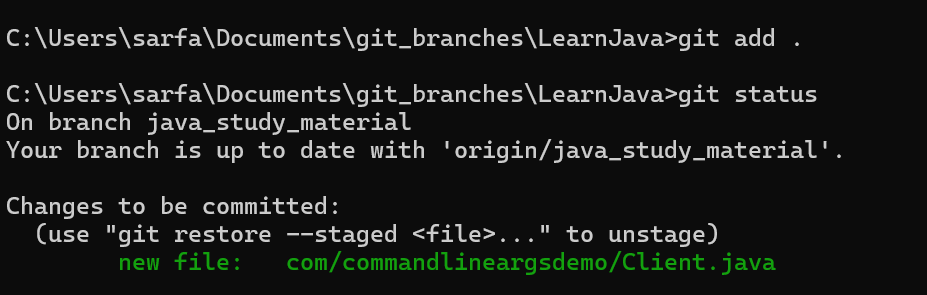 C:\Users\sarfa\Documents\git_branches\LearnJava>git add .
C:\Users\sarfa\Documents\git_branches\LearnJava>git status
On branch java_study_material
Your branch is up to date with 'origin/java_study_material'.
Changes to be committed:
  (use "git restore --staged <file>..." to unstage)
        new file:   com/commandlineargsdemo/Client.java